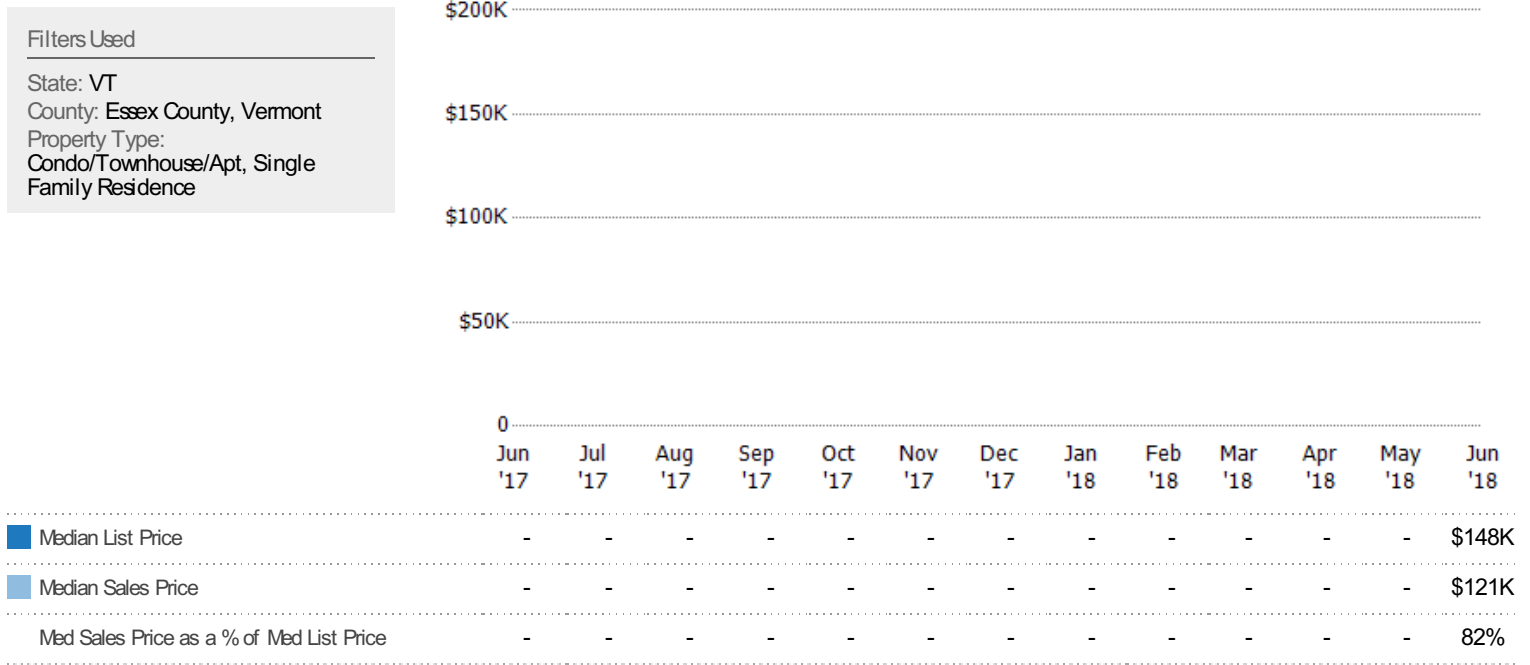 Filters Used
State: VT
County: Essex County, Vermont
Property Type:
Condo/Townhouse/Apt, Single
Family Residence
$200K
$150K
$100K
$50K
0
Jun Jul Aug Sep Oct Nov Dec Jan Feb Mar Apr May Jun
'17 '17 '17 '17 '17 '17 '17 '18 '18 '18 '18 '18 '18
Median List Price - - - - - - - - - - - - $148K
Median Sales Price - - - - - - - - - - - - $121K
Med Sales Price as a % of Med List Price - - - - - - - - - - - - 82%